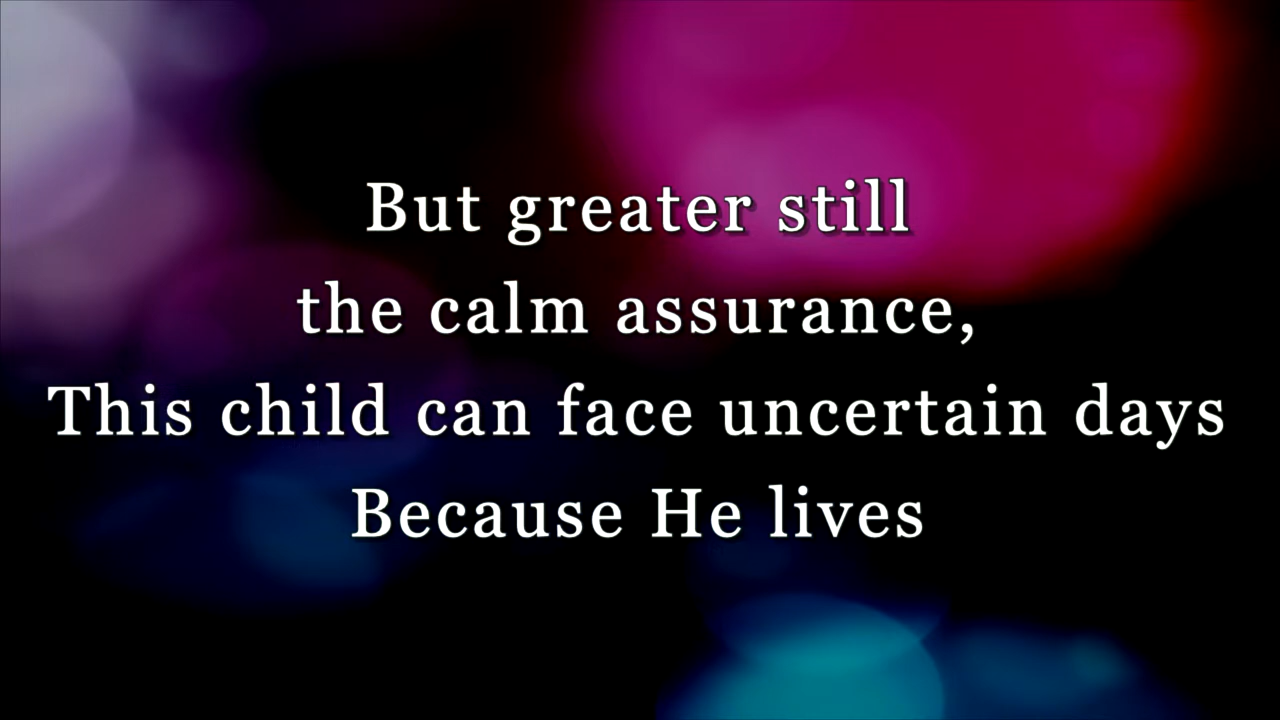 But greater still
the calm assurance,
This child can face uncertain days
Because He lives